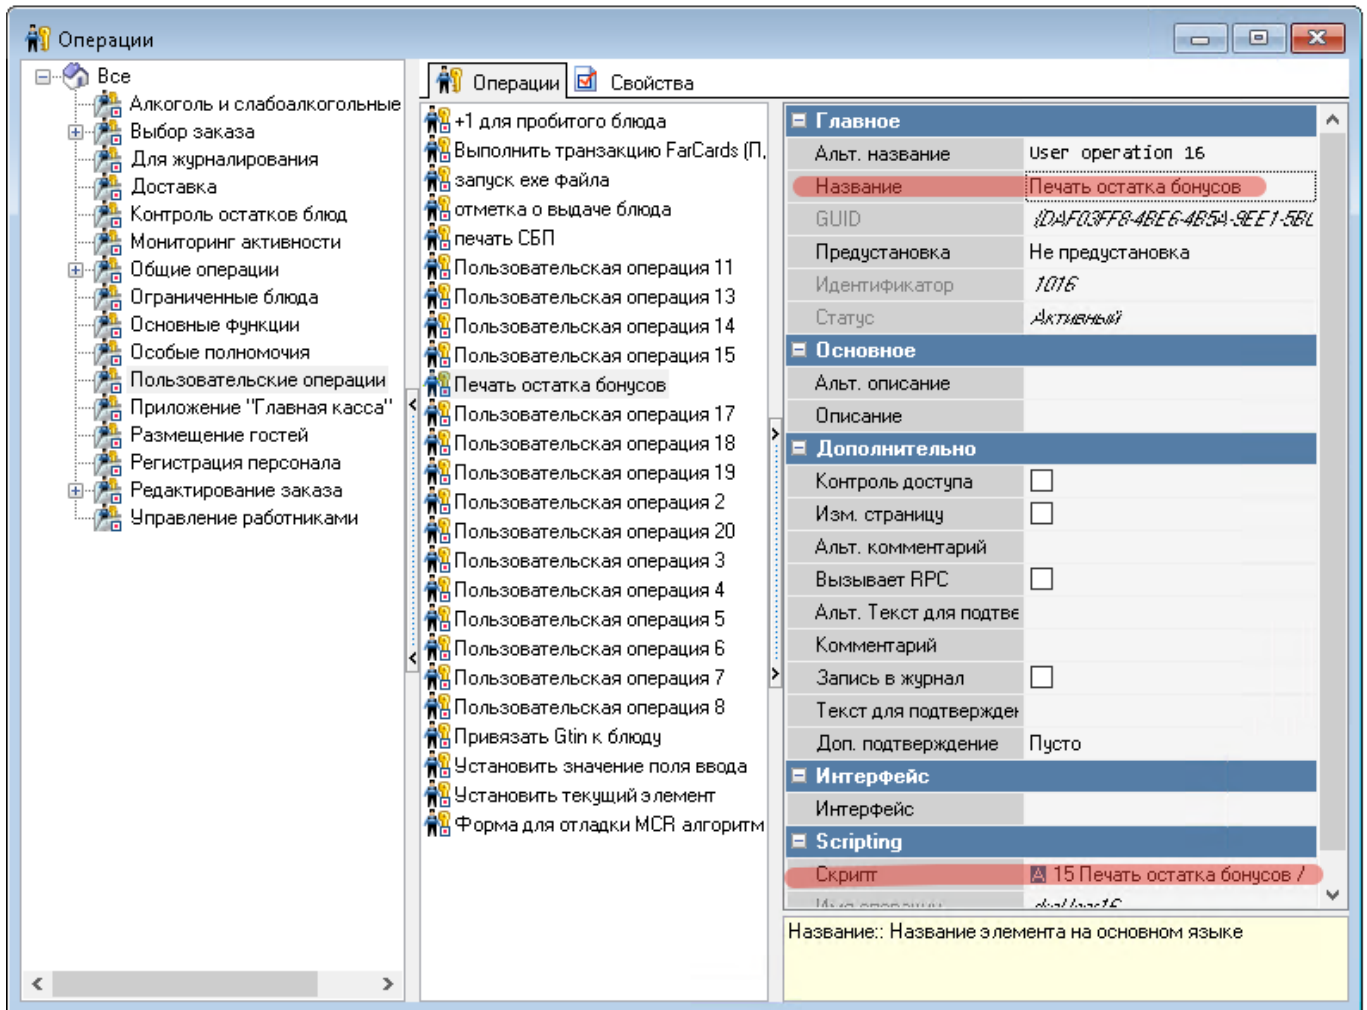 Операции
Все
Алкоголь и слабоалкогольные
Выбор заказа
Для журналирования
Доставка
Контроль остатков блюд
Мониторинг активности
Общие операции
Ограниченные блюда
Основные функции
Особые полномочия
Пользовательские операции
Приложение "Главная касса"
Размещение гостей
Регистрация персонала
Редактирование заказа
Управление работниками
Операции
Свойства
+1 для пробитого блюда
Выполнить транзакцию FarCards (П,
запуск exe файла
отметка о выдаче блюда
печать СБП
Пользовательская операция 11
Пользовательская операция 13
Пользовательская операция 14
Пользовательская операция 15
Печать остатка бонусов
Пользовательская операция 17
Пользовательская операция 18
Пользовательская операция 19
Пользовательская операция 2
Пользовательская операция 20
Пользовательская операция 3
Пользовательская операция 4
Пользовательская операция 5
Пользовательская операция 6
Пользовательская операция 7
Пользовательская операция 8
Привязать Gtin к блюду
Установить значение поля ввода
Установить текущий элемент
Форма для отладки MCR алгоритм
Главное
Альт. название User operation 16
Название Печать остатка бонусов
GUID {DAF03FF8-4BE6-4B5A-9EE1-5B
Предустановка Не предустановка
Идентификатор 1016
Статус Активный
Основное
Альт. описание
Описание
Дополнительно
Контроль доступа
Изм. страницу
Альт. комментарий
Вызывает RPC
Альт. Текст для подтве
Комментарий
Запись в журнал
Текст для подтвержден
Доп. подтверждение Пусто
Интерфейс
Интерфейс
Scripting
Скрипт A 15 Печать остатка бонусов /
Название:: Название элемента на основном языке